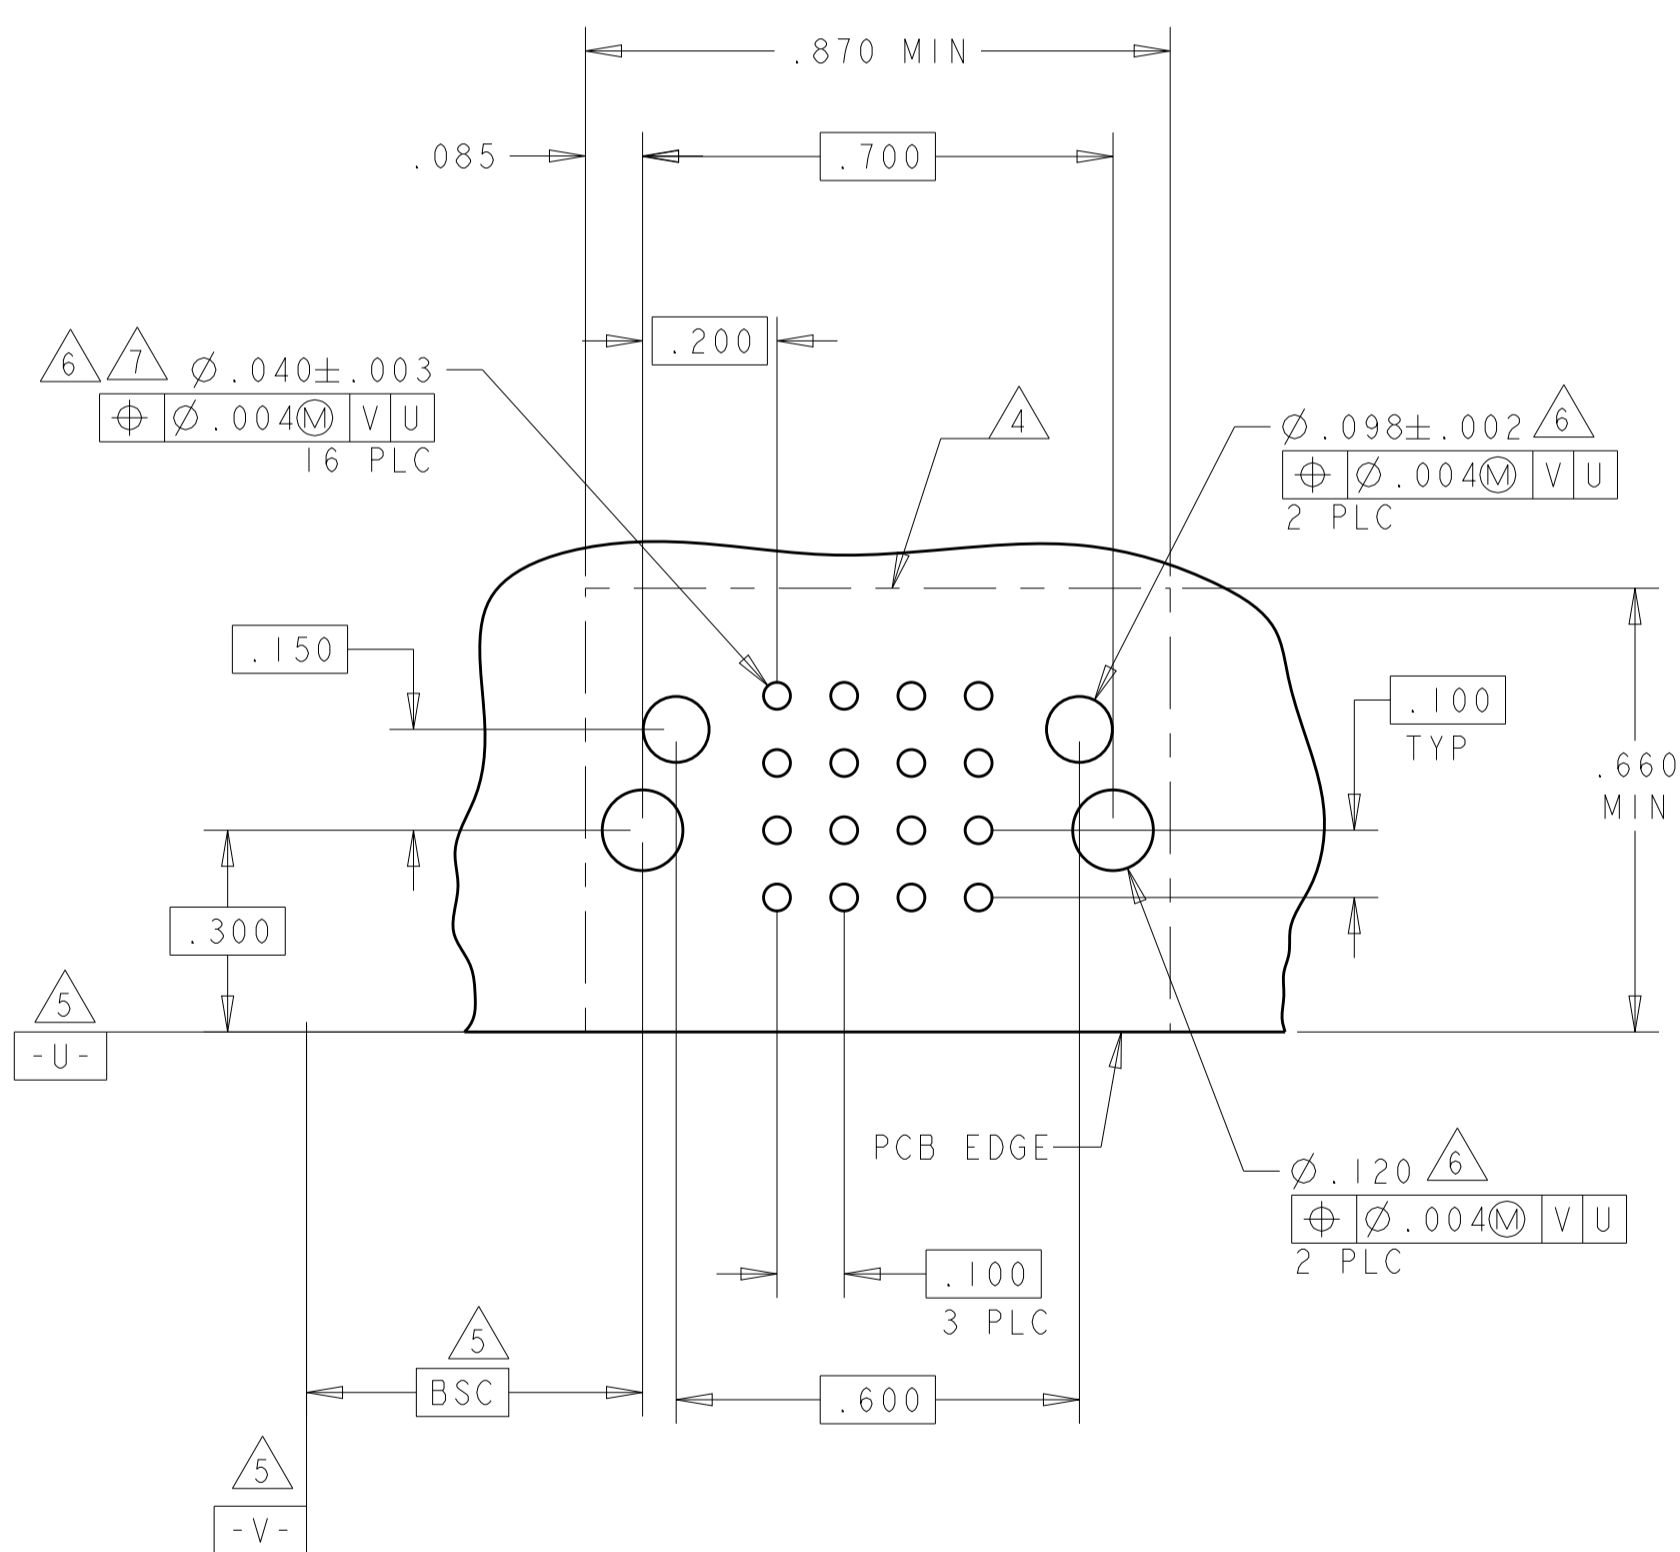 .870 MIN
.085
.700
.200
6 7 Ø.040±.003
⌖ Ø.004Ⓜ V U
16 PLC
4
Ø.098±.002 6
⌖ Ø.004Ⓜ V U
2 PLC
.150
.100
TYP
.660
MIN
.300
5
-U-
PCB EDGE
Ø.120 6
⌖ Ø.004Ⓜ V U
2 PLC
.100
3 PLC
5
BSC
.600
5
-V-